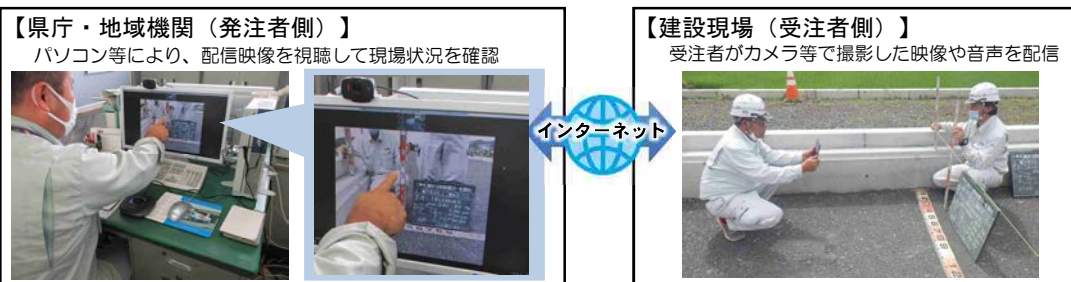 【県庁・地域機関（発注者側）】
パソコン等により、配信映像を視聴して現場状況を確認
インターネット
【建設現場（受注者側）】
受注者がカメラ等で撮影した映像や音声を配信